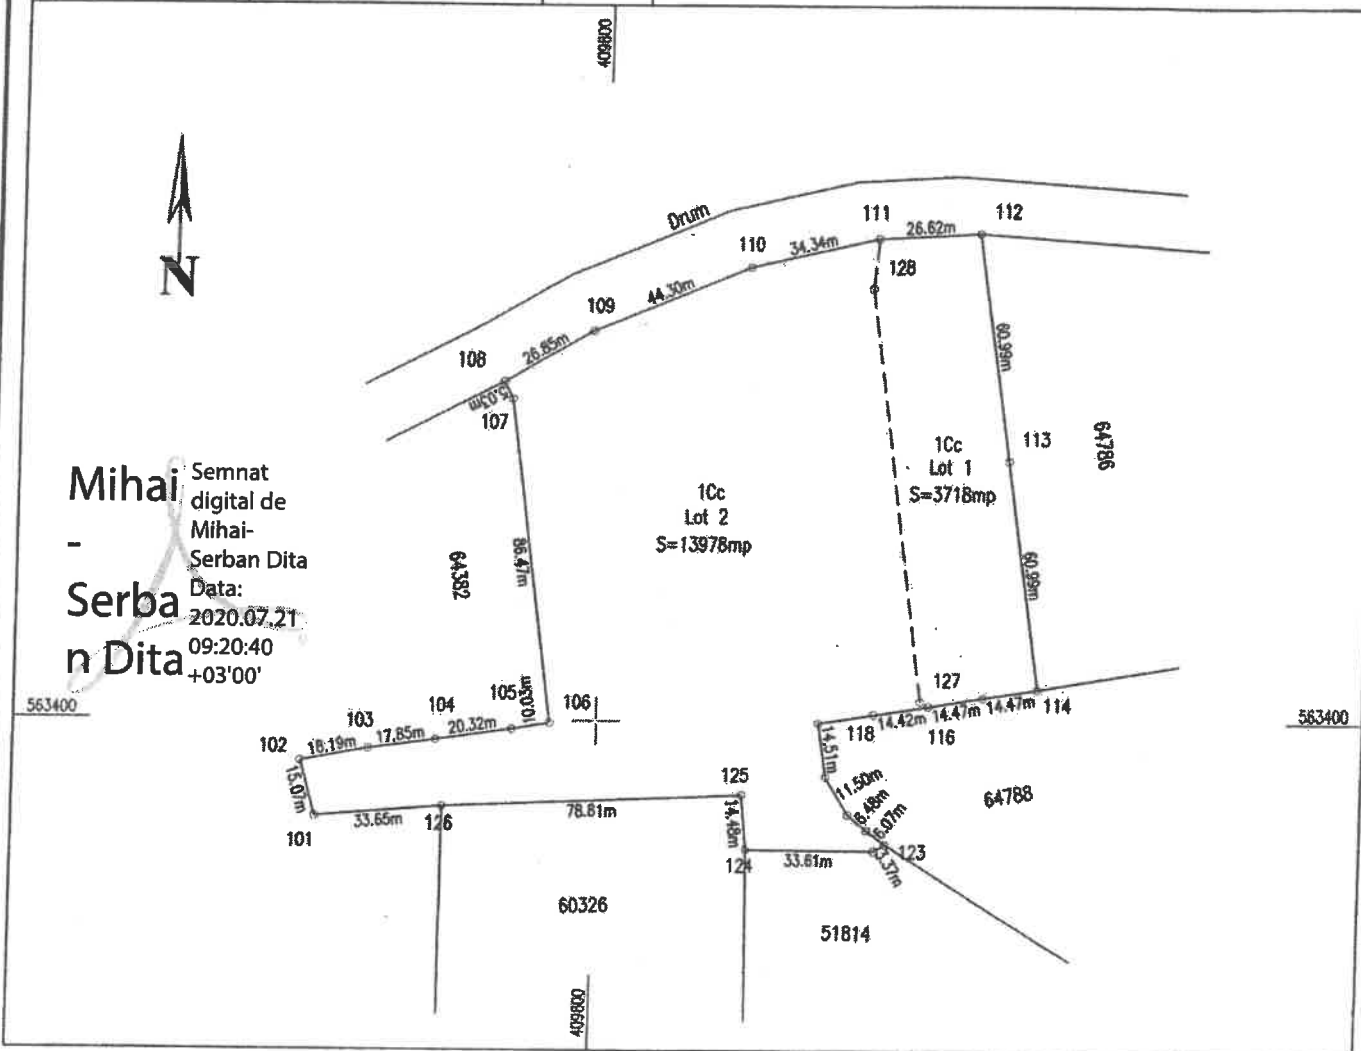 409800
N
Drum
111
112
26.62m
110
34.34m
128
109
44.30m
108
26.85m
5.03m
107
60.99m
113
64786
1Cc
Lot 1
S=3718mp
1Cc
Lot 2
S=13978mp
86.47m
64382
60.99m
Mihai
-
Serba
n Dita
Semnat
digital de
Mihai-
Serban Dita
Data:
2020.07.21
09:20:40
+03'00'
563400
102
103
104
105
10.03m
106
18.19m
17.85m
20.32m
15.07m
101
33.65m
126
78.81m
125
14.48m
124
33.61m
127
118
14.42m
116
14.47m
14.47m
114
563400
14.51m
11.50m
6.07m
123
3.37m
64788
60326
51814
409800